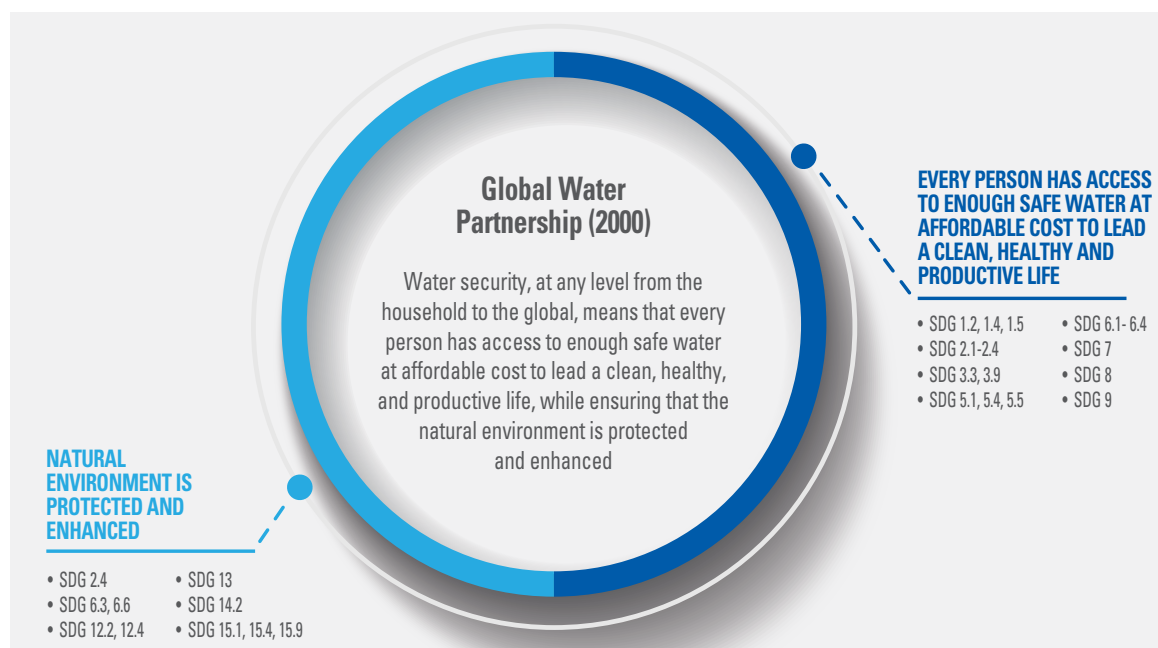 Global Water
Partnership (2000)
Water security, at any level from the
household to the global, means that every
person has access to enough safe water
at affordable cost to lead a clean, healthy,
and productive life, while ensuring that the
natural environment is protected
and enhanced
EVERY PERSON HAS ACCESS
TO ENOUGH SAFE WATER AT
AFFORDABLE COST TO LEAD
A CLEAN, HEALTHY AND
PRODUCTIVE LIFE
• SDG 1.2, 1.4, 1.5
• SDG 2.1-2.4
• SDG 3.3, 3.9
• SDG 5.1, 5.4, 5.5
• SDG 6.1- 6.4
• SDG 7
• SDG 8
• SDG 9
NATURAL
ENVIRONMENT IS
PROTECTED AND
ENHANCED
• SDG 2.4
• SDG 6.3, 6.6
• SDG 12.2, 12.4
• SDG 13
• SDG 14.2
• SDG 15.1, 15.4, 15.9